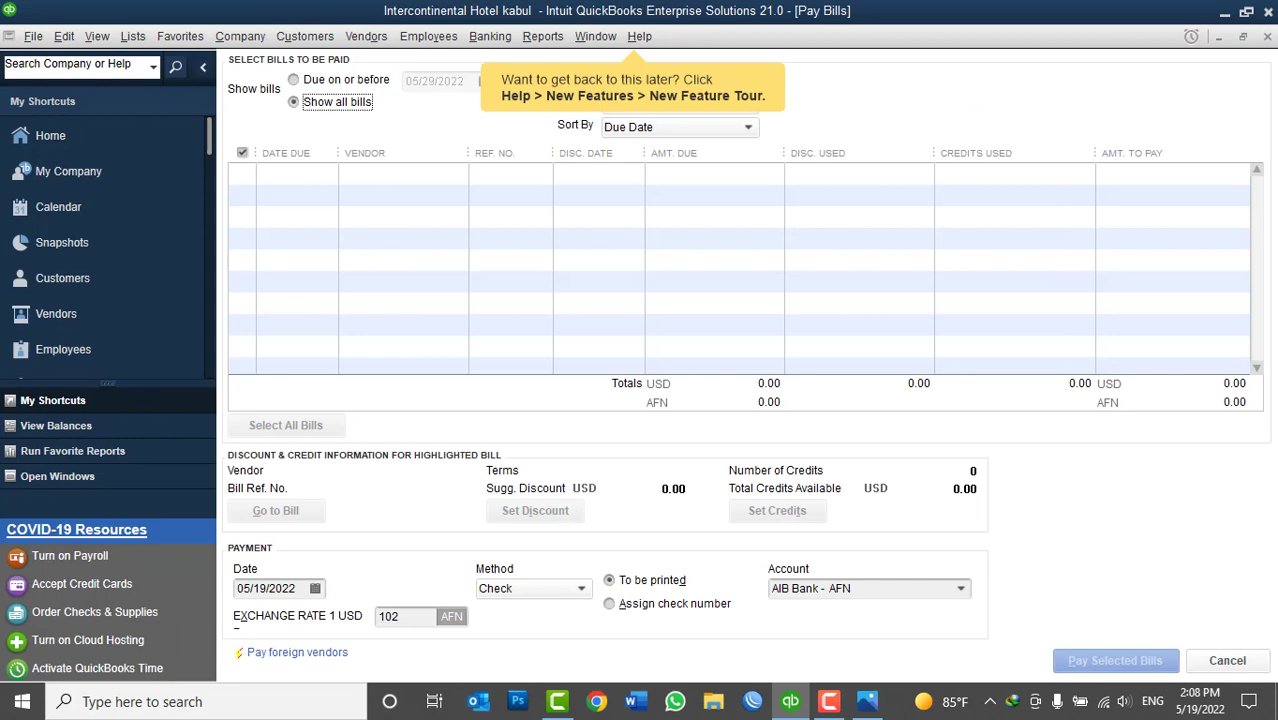 Intercontinental Hotel kabul - Intuit QuickBooks Enterprise Solutions 21.0 - [Pay Bills]
File Edit View Lists Favorites Company Customers Vendors Employees Banking Reports Window Help
Search Company or Help
My Shortcuts
Home
My Company
Calendar
Snapshots
Customers
Vendors
Employees
My Shortcuts
View Balances
Run Favorite Reports
Open Windows
COVID-19 Resources
Turn on Payroll
Accept Credit Cards
Order Checks & Supplies
Turn on Cloud Hosting
Activate QuickBooks Time
SELECT BILLS TO BE PAID
Show bills
Due on or before 05/29/2022
Show all bills
Want to get back to this later? Click
Help > New Features > New Feature Tour.
Sort By Due Date
DATE DUE VENDOR REF. NO. DISC. DATE AMT. DUE DISC. USED CREDITS USED AMT. TO PAY
Totals USD 0.00 0.00 0.00 USD 0.00
AFN 0.00 AFN 0.00
Select All Bills
DISCOUNT & CREDIT INFORMATION FOR HIGHLIGHTED BILL
Vendor Terms Number of Credits 0
Bill Ref. No. Sugg. Discount USD 0.00 Total Credits Available USD 0.00
Go to Bill Set Discount Set Credits
PAYMENT
Date Method Account
To be printed
05/19/2022 Check AIB Bank - AFN
Assign check number
EXCHANGE RATE 1 USD 102 AFN
Pay foreign vendors
Pay Selected Bills Cancel
Type here to search
85°F
ENG
2:08 PM
5/19/2022